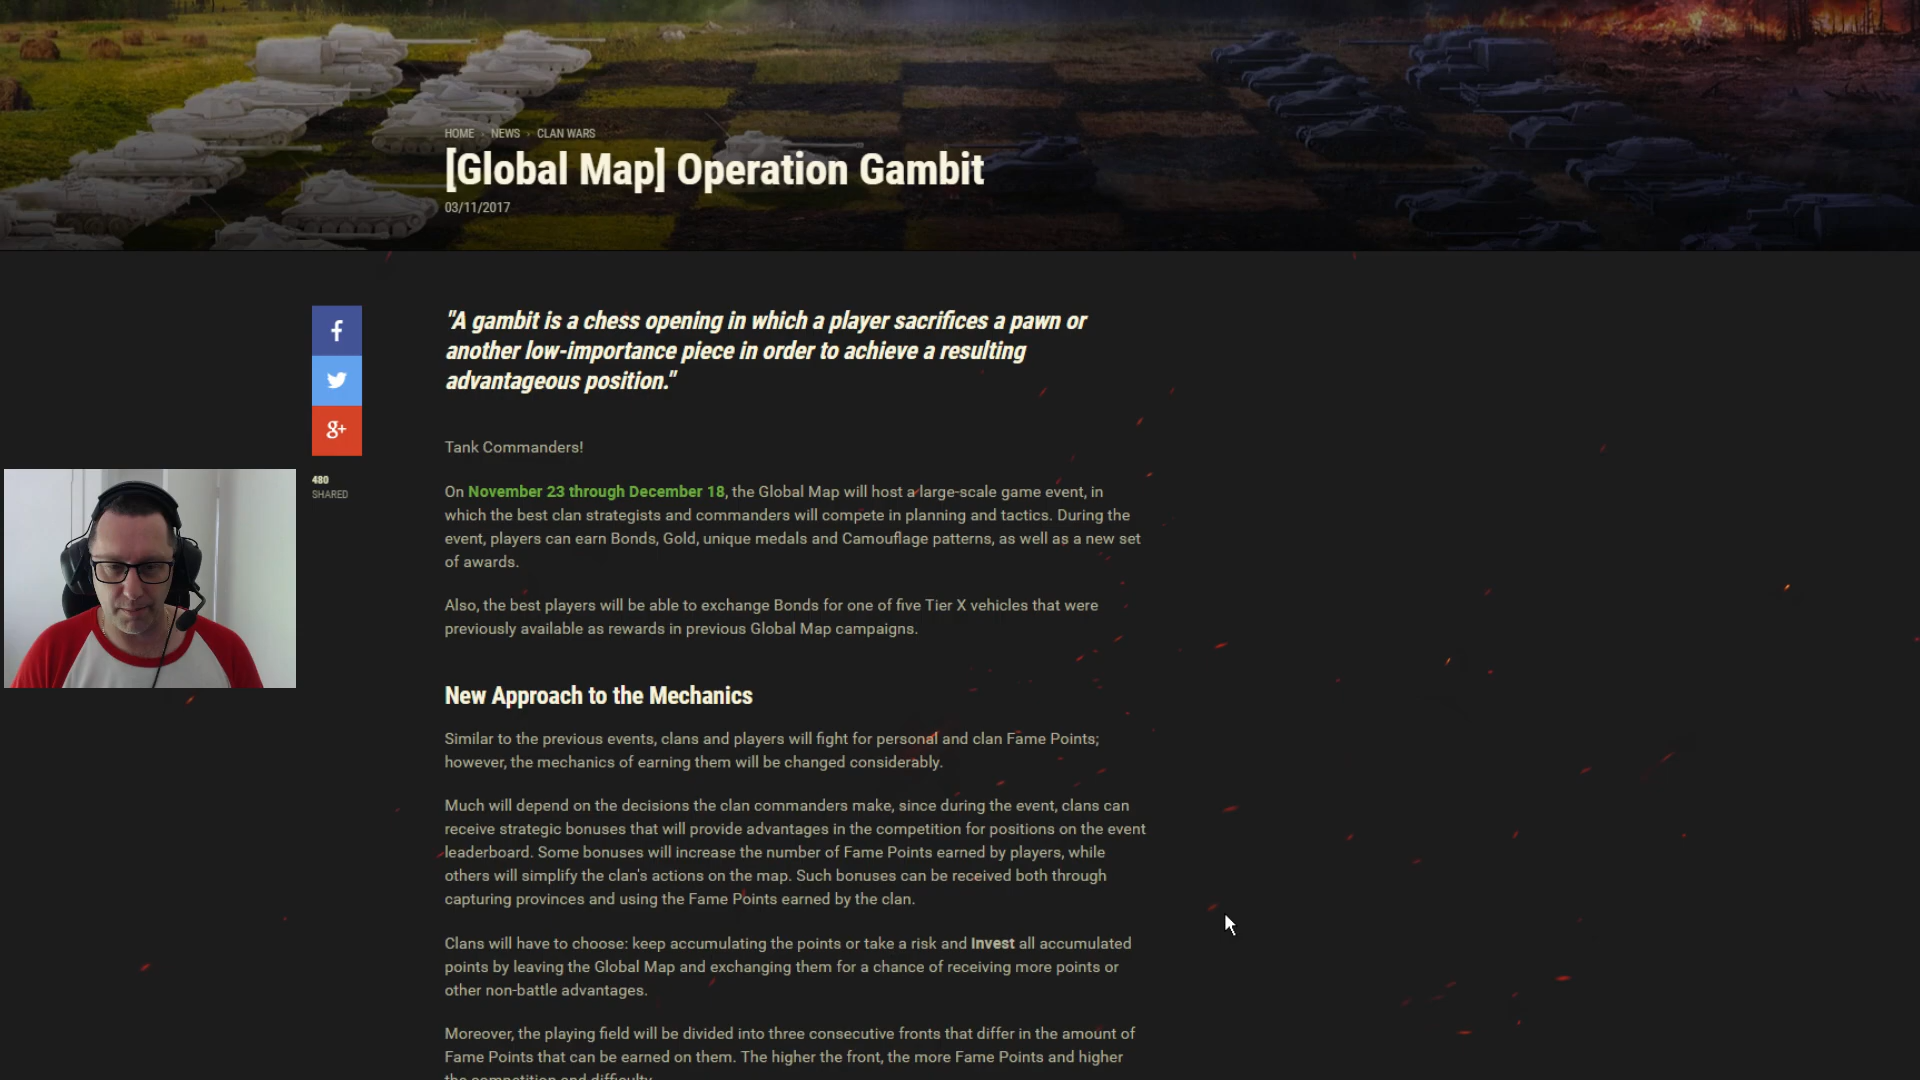 HOME › NEWS › CLAN WARS
[Global Map] Operation Gambit
03/11/2017
"A gambit is a chess opening in which a player sacrifices a pawn or
another low-importance piece in order to achieve a resulting
advantageous position."
f
g+
480
SHARED
Tank Commanders!
On November 23 through December 18, the Global Map will host a large-scale game event, in
which the best clan strategists and commanders will compete in planning and tactics. During the
event, players can earn Bonds, Gold, unique medals and Camouflage patterns, as well as a new set
of awards.
Also, the best players will be able to exchange Bonds for one of five Tier X vehicles that were
previously available as rewards in previous Global Map campaigns.
New Approach to the Mechanics
Similar to the previous events, clans and players will fight for personal and clan Fame Points;
however, the mechanics of earning them will be changed considerably.
Much will depend on the decisions the clan commanders make, since during the event, clans can
receive strategic bonuses that will provide advantages in the competition for positions on the event
leaderboard. Some bonuses will increase the number of Fame Points earned by players, while
others will simplify the clan's actions on the map. Such bonuses can be received both through
capturing provinces and using the Fame Points earned by the clan.
Clans will have to choose: keep accumulating the points or take a risk and Invest all accumulated
points by leaving the Global Map and exchanging them for a chance of receiving more points or
other non-battle advantages.
Moreover, the playing field will be divided into three consecutive fronts that differ in the amount of
Fame Points that can be earned on them. The higher the front, the more Fame Points and higher
the competition and difficulty.